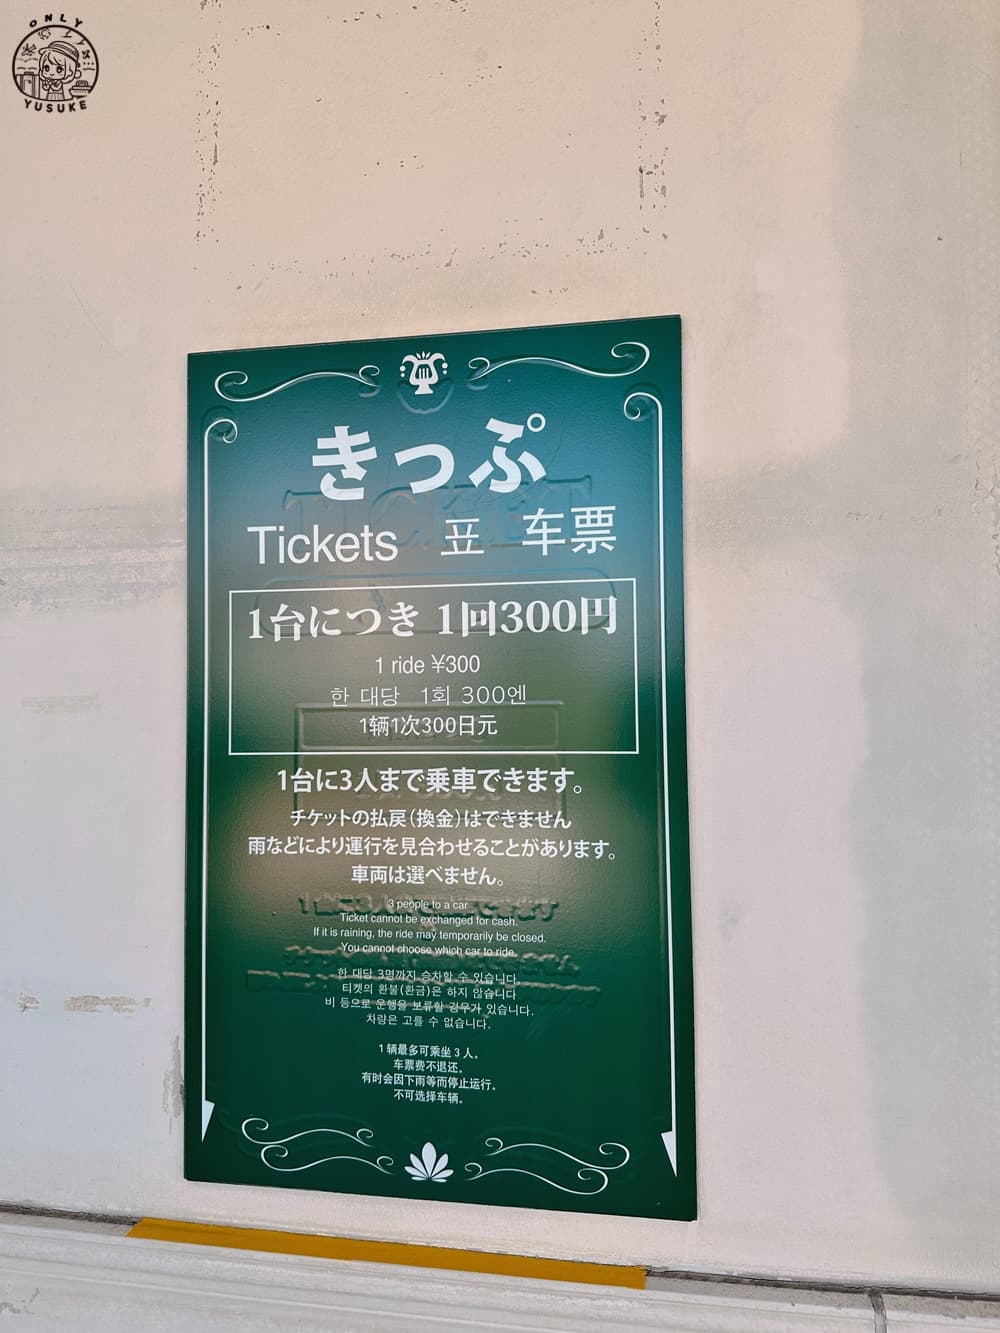 ONLY
YUSUKE
きっぷ
Tickets 표 车票
1台につき 1回300円
1 ride ¥300
한 대당 1회 300엔
1辆1次300日元
1台に3人まで乗車できます。
チケットの払戻(換金)はできません
雨などにより運行を見合わせることがあります。
車両は選べません。
3 people to a car
Ticket cannot be exchanged for cash.
If it is raining, the ride may temporarily be closed.
You cannot choose which car to ride.
한 대당 3명까지 승차할 수 있습니다.
티켓의 환불(환금)은 하지 않습니다
비 등으로 운행을 보류할 경우가 있습니다.
차량은 고를 수 없습니다.
1 辆最多可乘坐 3 人。
车票费不退还。
有时会因下雨等而停止运行。
不可选择车辆。